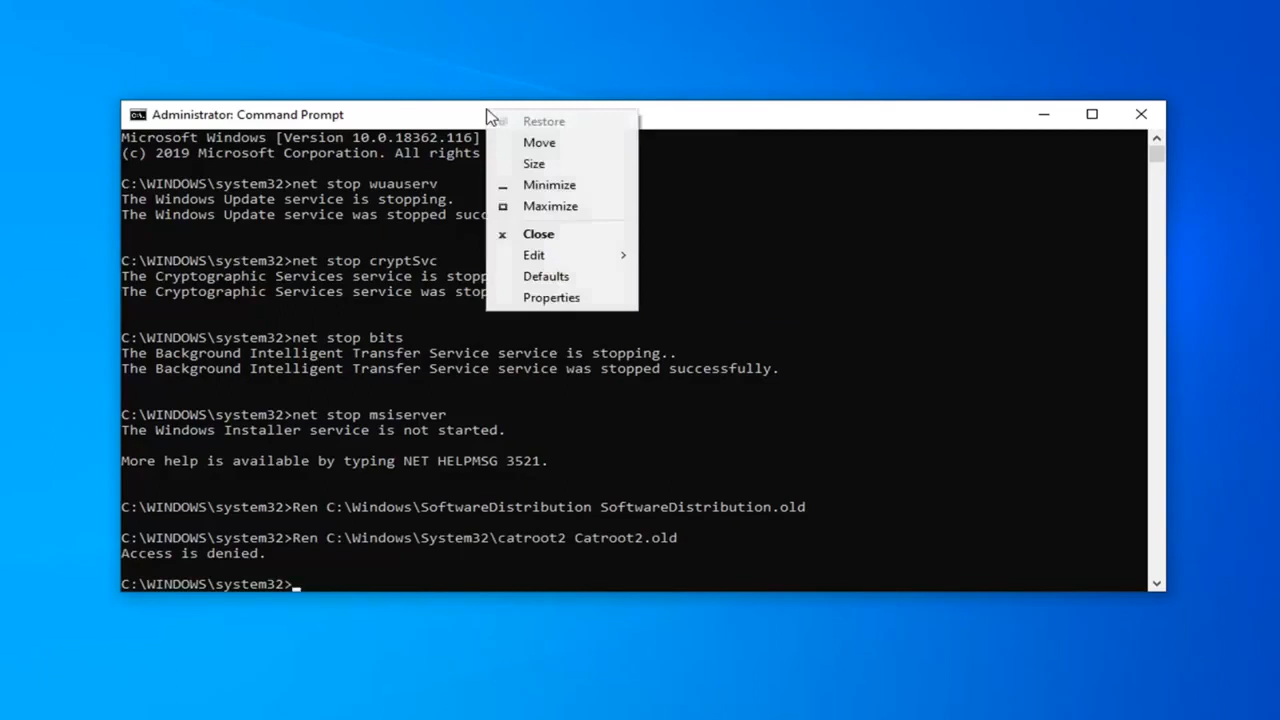 Administrator: Command Prompt
Microsoft Windows [Version 10.0.18362.116]
(c) 2019 Microsoft Corporation. All rights
C:\WINDOWS\system32>net stop wuauserv
The Windows Update service is stopping.
The Windows Update service was stopped succ
C:\WINDOWS\system32>net stop cryptSvc
The Cryptographic Services service is stopp
The Cryptographic Services service was stop
C:\WINDOWS\system32>net stop bits
The Background Intelligent Transfer Service service is stopping..
The Background Intelligent Transfer Service service was stopped successfully.
C:\WINDOWS\system32>net stop msiserver
The Windows Installer service is not started.
More help is available by typing NET HELPMSG 3521.
C:\WINDOWS\system32>Ren C:\Windows\SoftwareDistribution SoftwareDistribution.old
C:\WINDOWS\system32>Ren C:\Windows\System32\catroot2 Catroot2.old
Access is denied.
C:\WINDOWS\system32>
Restore
Move
Size
Minimize
Maximize
Close
Edit
Defaults
Properties